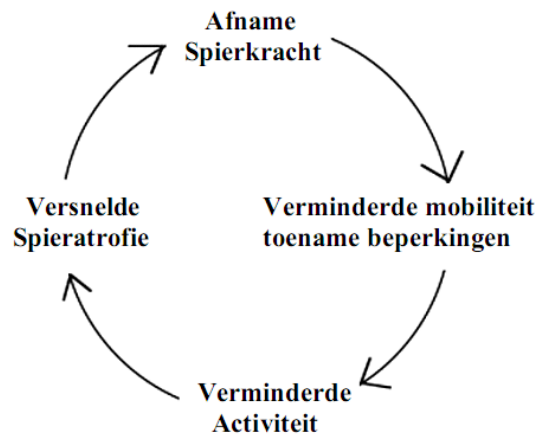 Afname
Spierkracht
Verminderde mobiliteit
toename beperkingen
Verminderde
Activiteit
Versnelde
Spieratrofie